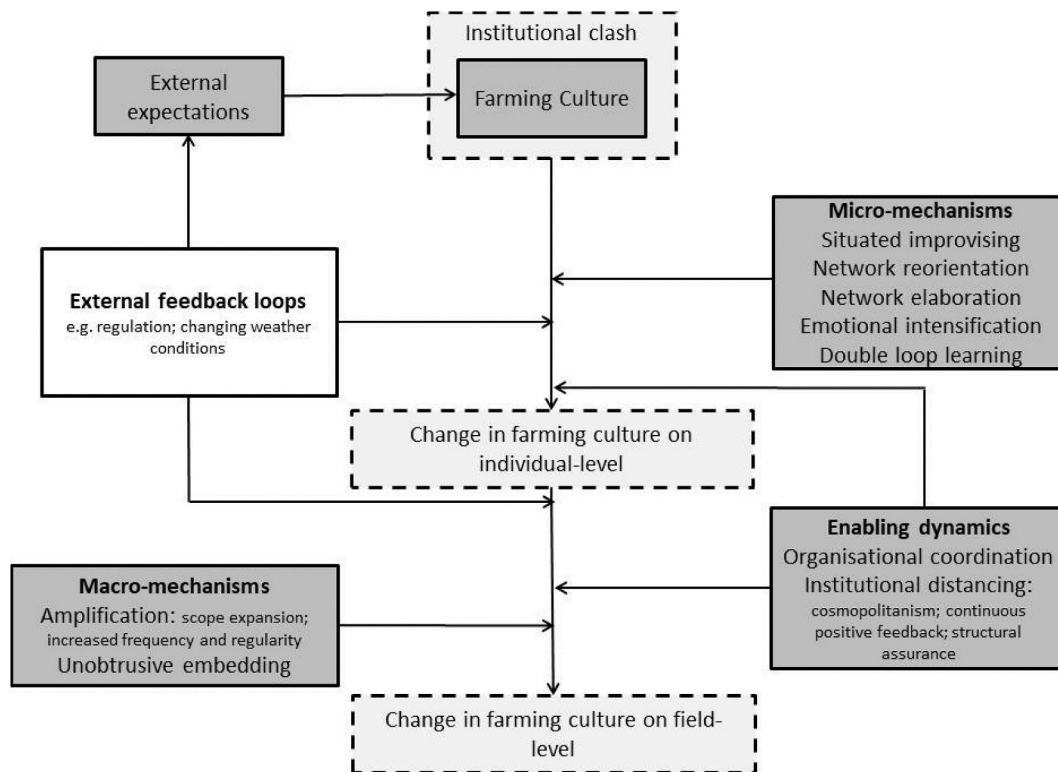 Institutional clash
Farming Culture
External
expectations
Micro-mechanisms
Situated improvising
Network reorientation
Network elaboration
Emotional intensification
Double loop learning
External feedback loops
e.g. regulation; changing weather
conditions
Change in farming culture on
individual-level
Enabling dynamics
Organisational coordination
Institutional distancing:
cosmopolitanism; continuous
positive feedback; structural
assurance
Macro-mechanisms
Amplification: scope expansion;
increased frequency and regularity
Unobtrusive embedding
Change in farming culture on field-
level